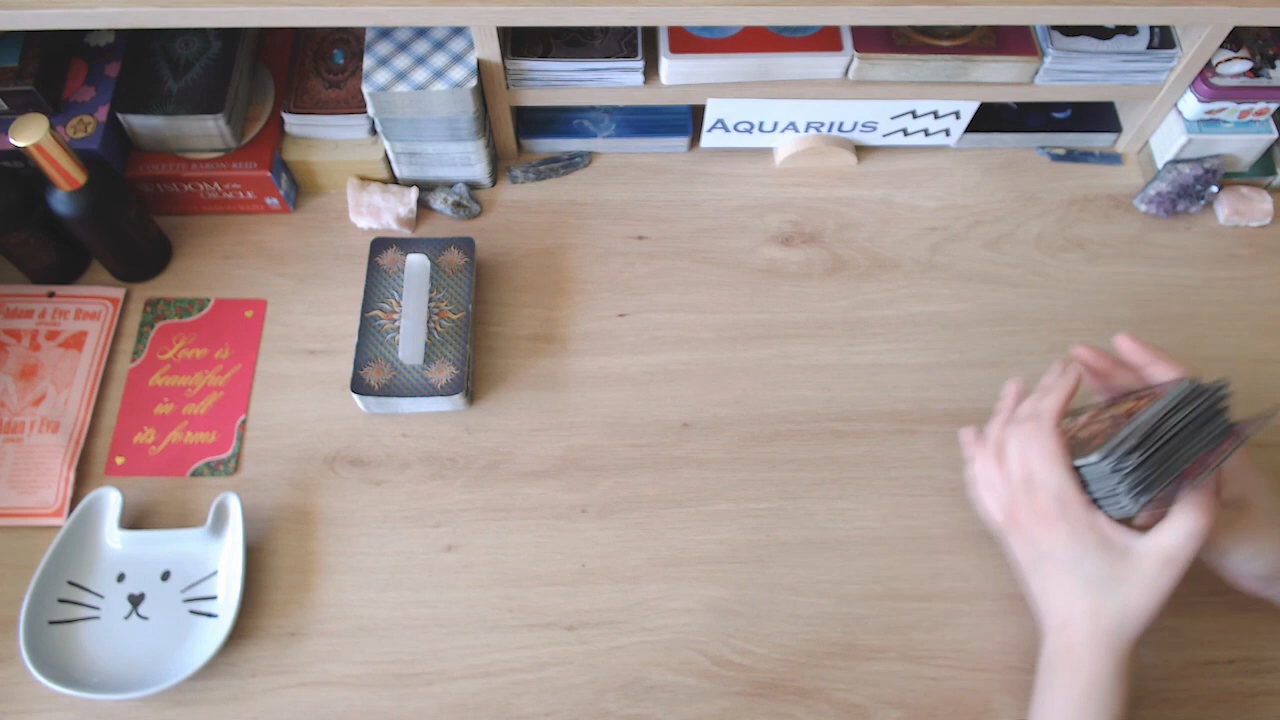 AQUARIUS
COLETTE BARON-REID
WISDOM of the
ORACLE
Adam & Eve Root
Love is
beautiful
in all
its forms
Adan y Eva